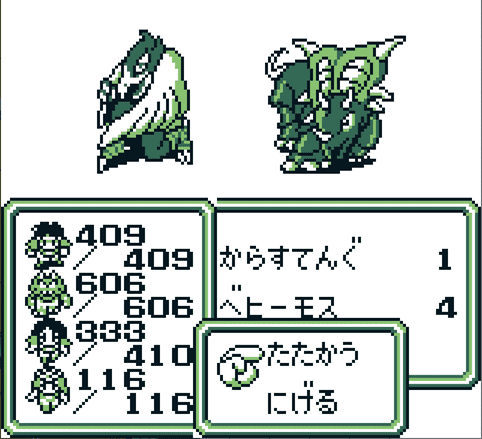 409
/ 409
606
/ 606
333
/ 410
116
/ 116
からすてんぐ 1
ベヒーモス 4
たたかう
にげる